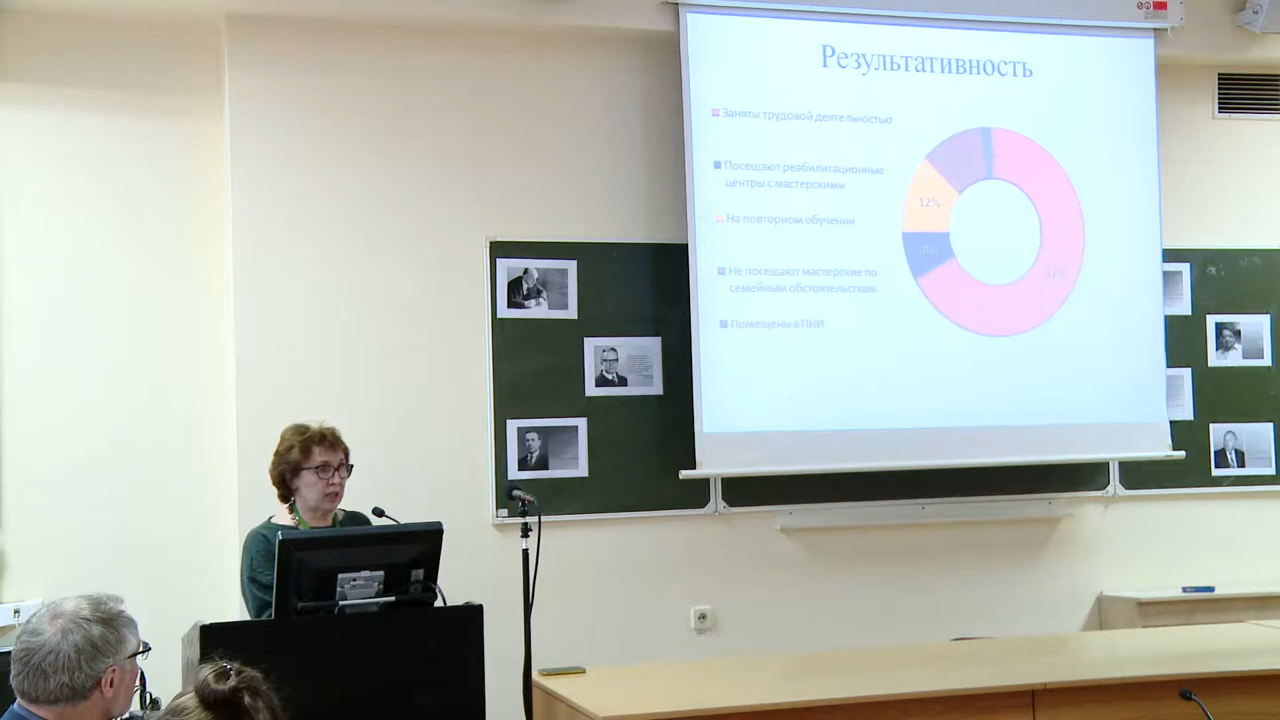 Результативность
Заняты трудовой деятельностью
Посещают реабилитационные
центры с мастерскими
12%
На повторном обучении
Не посещают мастерские по
семейным обстоятельствам
Помещены в ПНИ